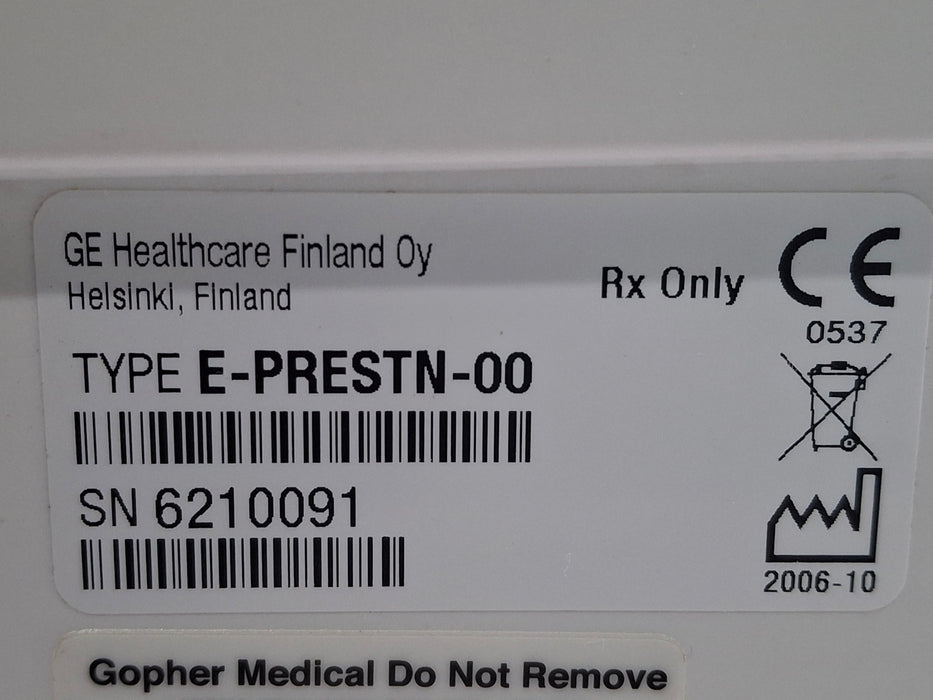 GE Healthcare Finland Oy
Helsinki, Finland
Rx Only
CE
0537
TYPE E-PRESTN-00
SN 6210091
2006-10
Gopher Medical Do Not Remove